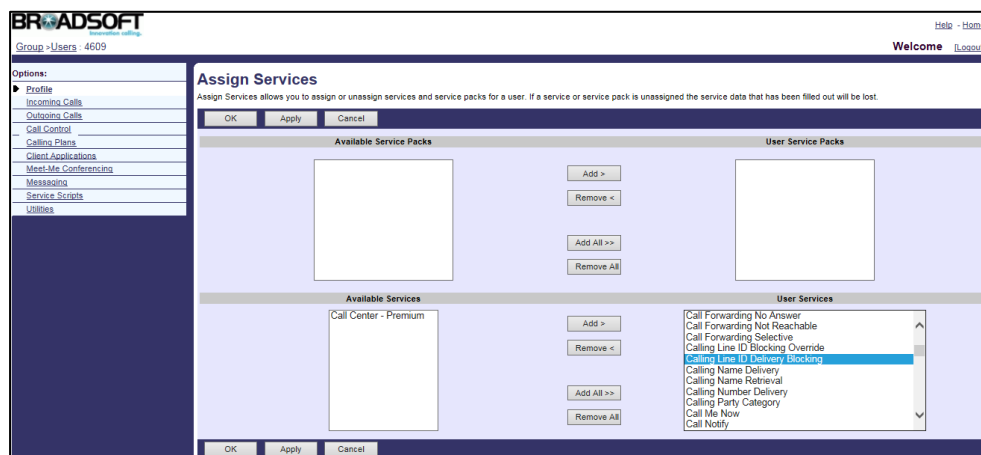 BROADSOFT
Innovation calling.
Help - Home
Group >Users : 4609
Welcome [Logout
Options:
Profile
Incoming Calls
Outgoing Calls
Call Control
Calling Plans
Client Applications
Meet-Me Conferencing
Messaging
Service Scripts
Utilities
Assign Services
Assign Services allows you to assign or unassign services and service packs for a user. If a service or service pack is unassigned the service data that has been filled out will be lost.
OK Apply Cancel
Available Service Packs User Service Packs
Add >
Remove <
Add All >>
Remove All
Available Services User Services
Call Center - Premium
Add >
Remove <
Add All >>
Remove All
Call Forwarding No Answer
Call Forwarding Not Reachable
Call Forwarding Selective
Calling Line ID Blocking Override
Calling Line ID Delivery Blocking
Calling Name Delivery
Calling Name Retrieval
Calling Number Delivery
Calling Party Category
Call Me Now
Call Notify
OK Apply Cancel